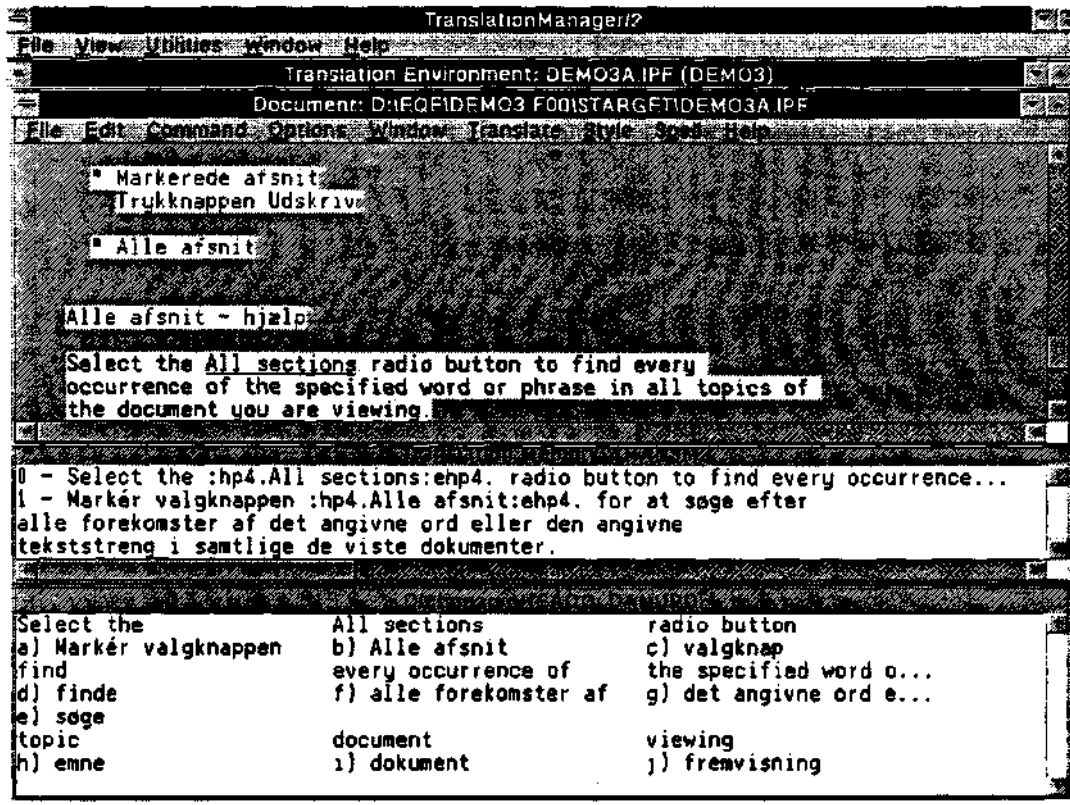 TranslationManager/2
File View Utilities Window Help
Translation Environment: DEMO3A.IPF (DEMO3)
Document: D:\EQF\DEMO3.F00\STARGET\DEMO3A.IPF
File Edit Command Options Window Translate Style Spell Help
■ Markerede afsnit
Trykknappen Udskriv
■ Alle afsnit
Alle afsnit - hjælp
Select the All sections radio button to find every
occurrence of the specified word or phrase in all topics of
the document you are viewing.
0 - Select the :hp4.All sections:ehp4. radio button to find every occurrence...
1 - Markér valgknappen :hp4.Alle afsnit:ehp4. for at søge efter
alle forekomster af det angivne ord eller den angivne
tekststreng i samtlige de viste dokumenter.
Select the All sections radio button
a) Markér valgknappen b) Alle afsnit c) valgknap
find every occurrence of the specified word o...
d) finde f) alle forekomster af g) det angivne ord e...
e) søge
topic document viewing
h) emne i) dokument j) fremvisning